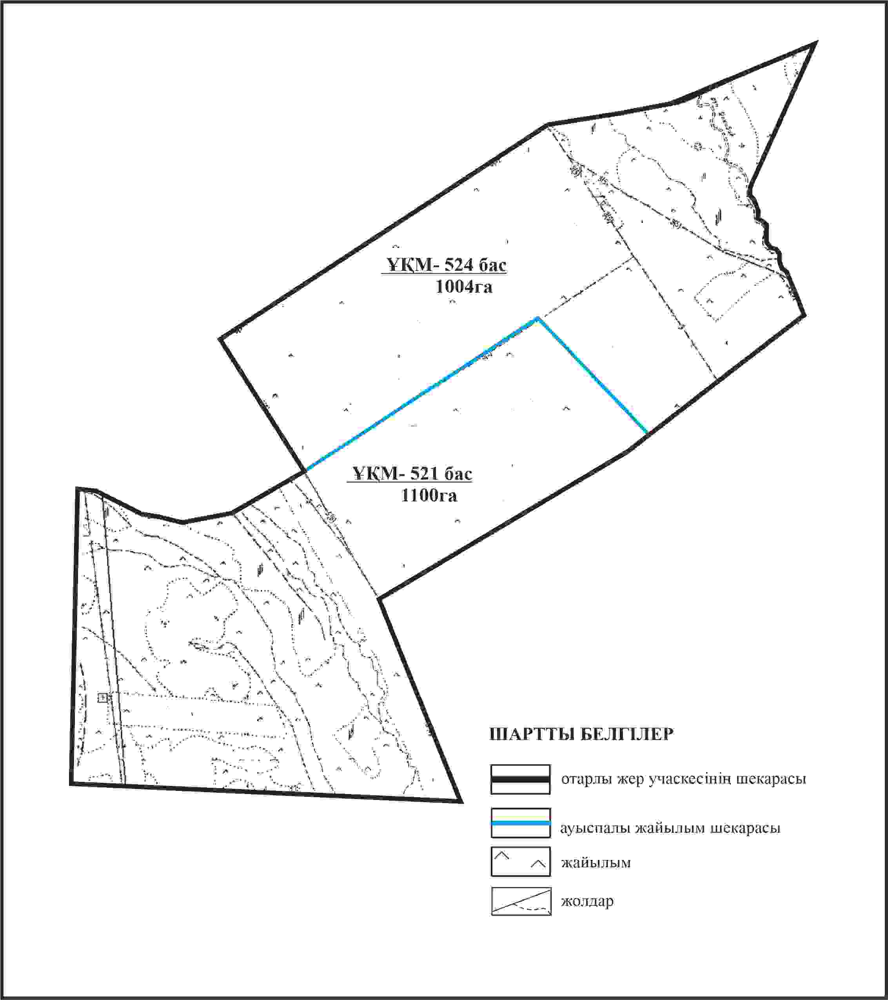 ҰҚМ- 524 бас
1004га
ҰҚМ- 521 бас
1100га
ШАРТТЫ БЕЛГІЛЕР
отарлы жер учаскесінің шекарасы
ауыспалы жайылым шекарасы
жайылым
жолдар